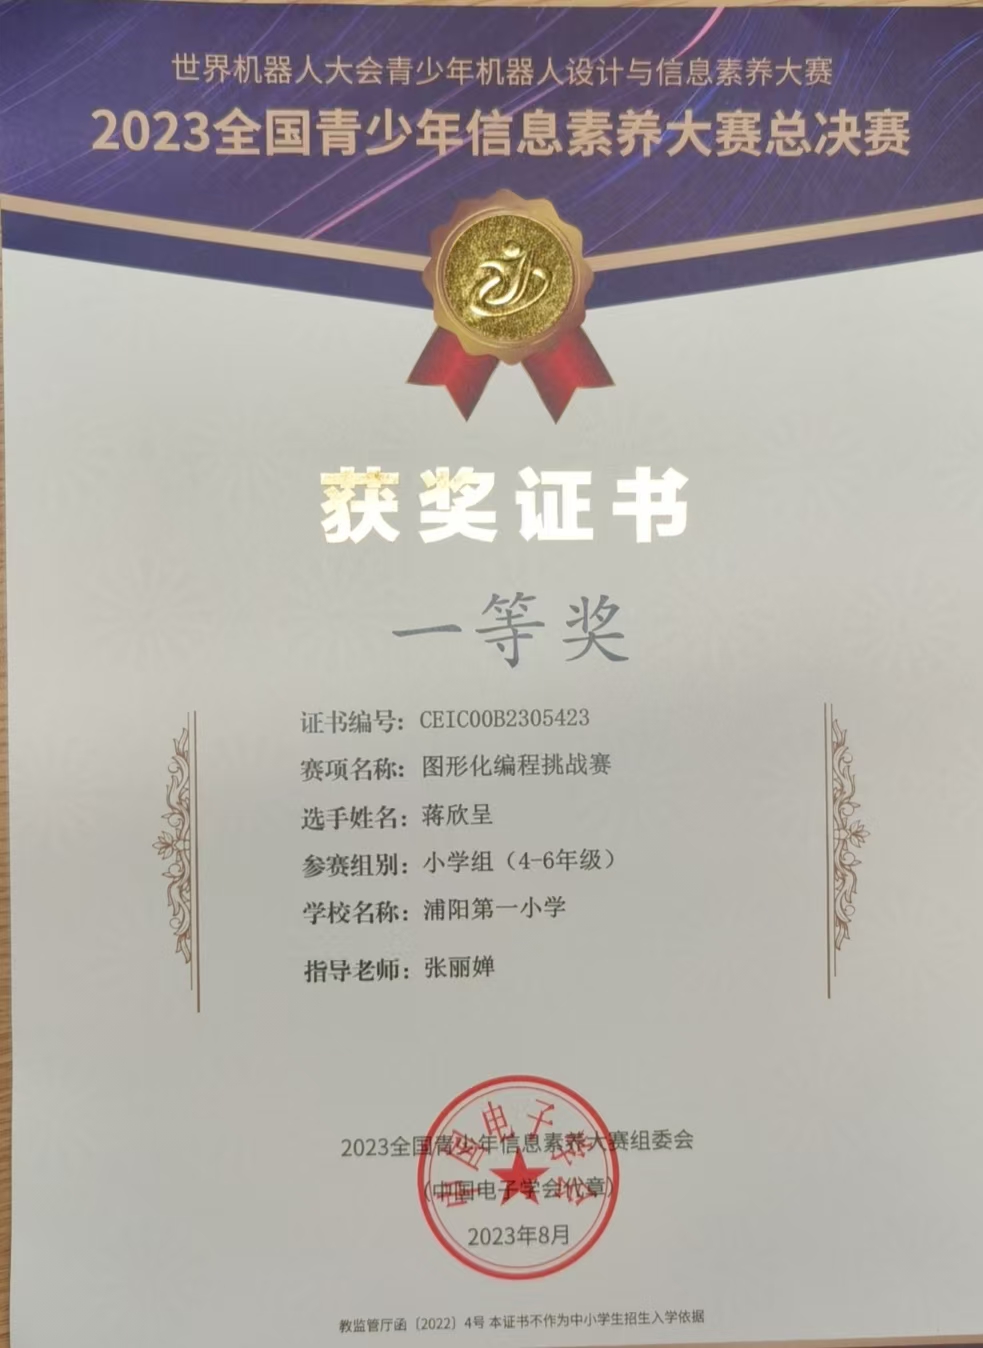 世界机器人大会青少年机器人设计与信息素养大赛
2023全国青少年信息素养大赛总决赛
获奖证书
一等奖
证书编号：CEIC00B2305423
赛项名称：图形化编程挑战赛
选手姓名：蒋欣呈
参赛组别：小学组（4-6年级）
学校名称：浦阳第一小学
指导老师：张丽婵
中国电子学会
2023全国青少年信息素养大赛组委会
（中国电子学会代章）
2023年8月
教监管厅函〔2022〕4号 本证书不作为中小学生招生入学依据